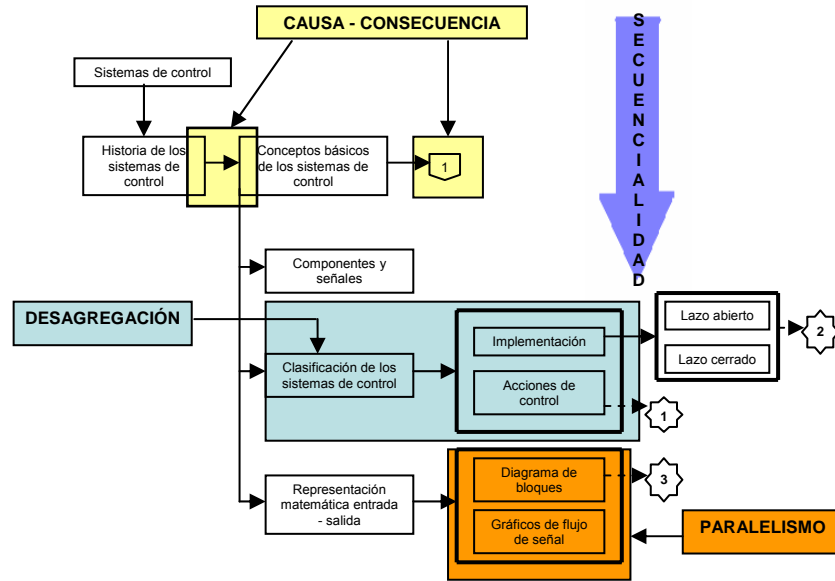 CAUSA - CONSECUENCIA
SECUENCIALIDAD
Sistemas de control
Historia de los
sistemas de
control
Conceptos básicos
de los sistemas de
control
1
Componentes y
señales
DESAGREGACIÓN
Clasificación de los
sistemas de control
Implementación
Acciones de
control
Lazo abierto
Lazo cerrado
2
1
Representación
matemática entrada
- salida
Diagrama de
bloques
Gráficos de flujo
de señal
3
PARALELISMO